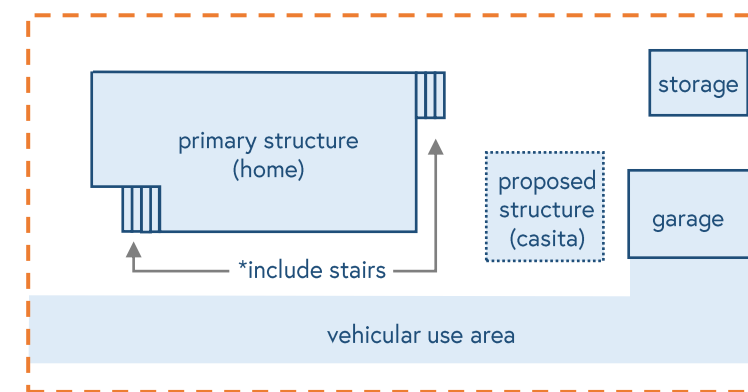 storage
primary structure
(home)
proposed
structure
(casita)
garage
*include stairs
vehicular use area